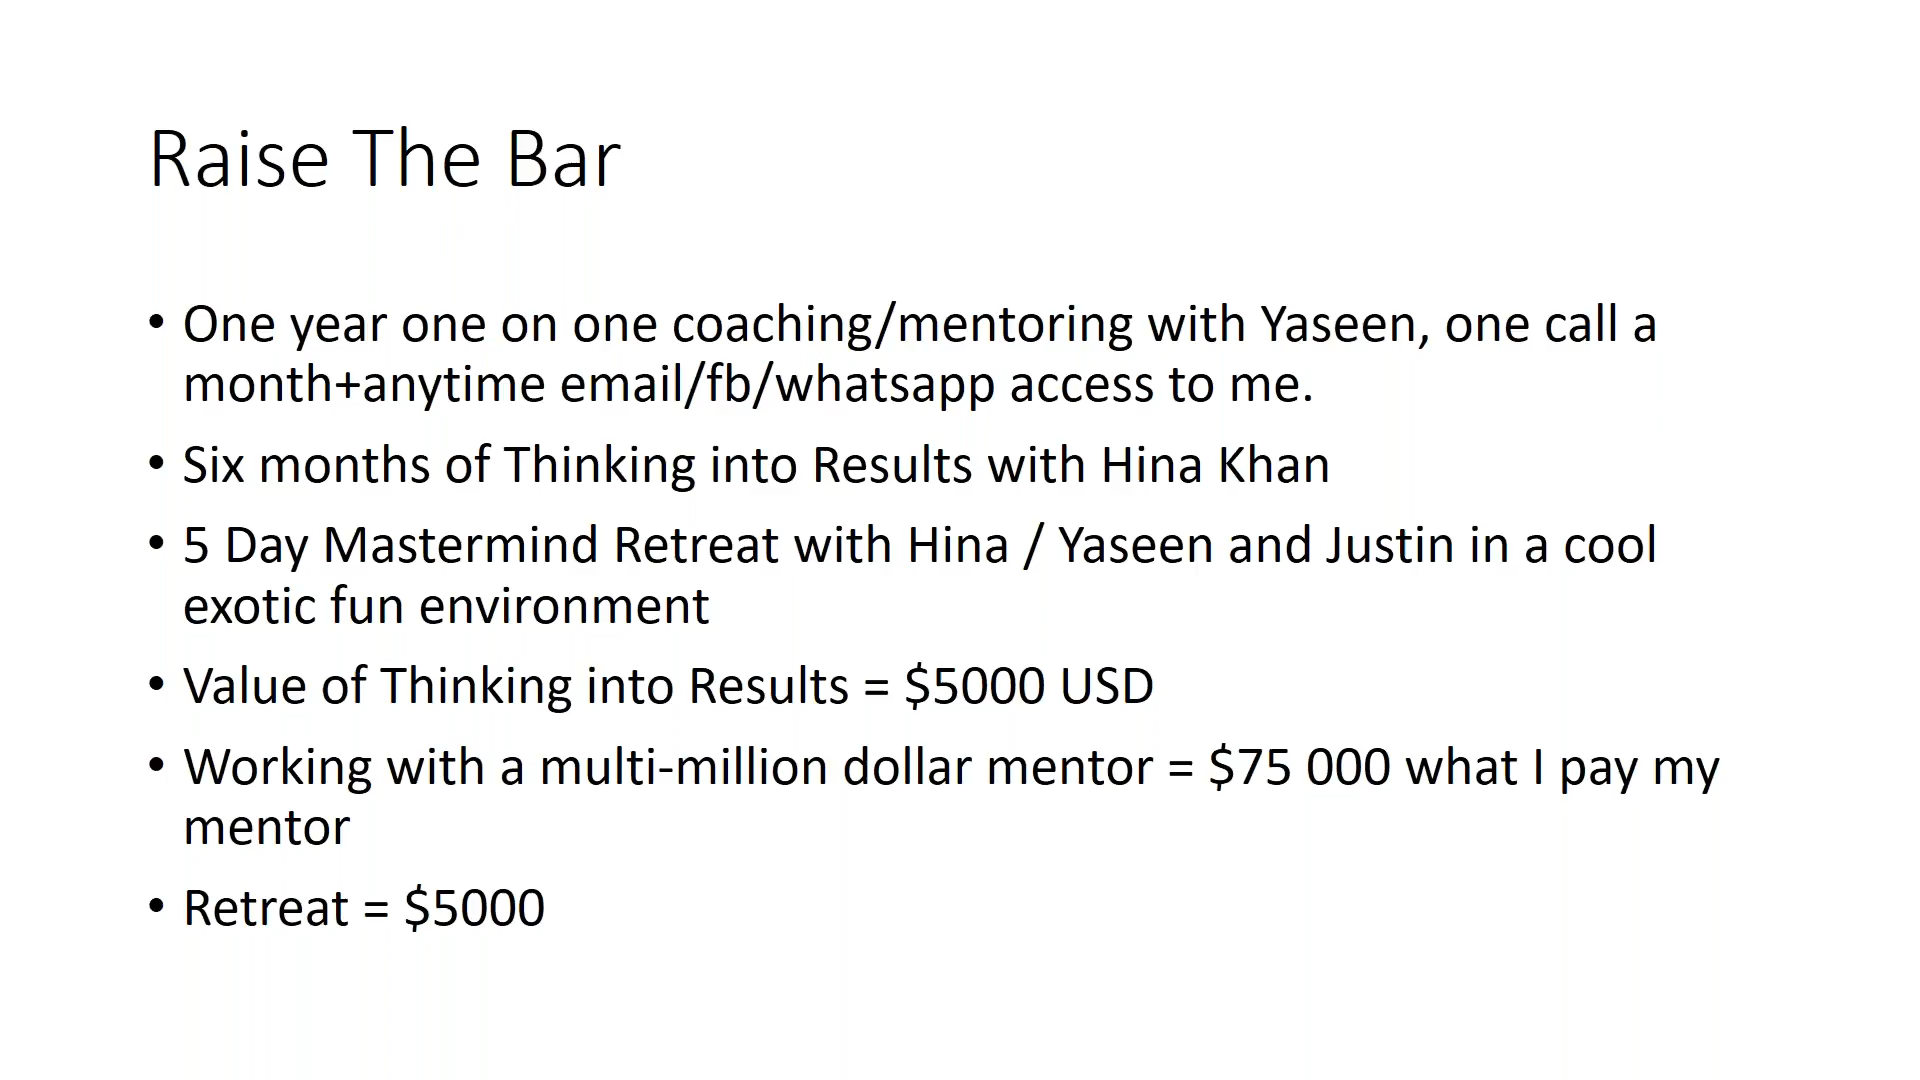 Raise The Bar
• One year one on one coaching/mentoring with Yaseen, one call a
month+anytime email/fb/whatsapp access to me.
• Six months of Thinking into Results with Hina Khan
• 5 Day Mastermind Retreat with Hina / Yaseen and Justin in a cool
exotic fun environment
• Value of Thinking into Results = $5000 USD
• Working with a multi-million dollar mentor = $75 000 what I pay my
mentor
• Retreat = $5000